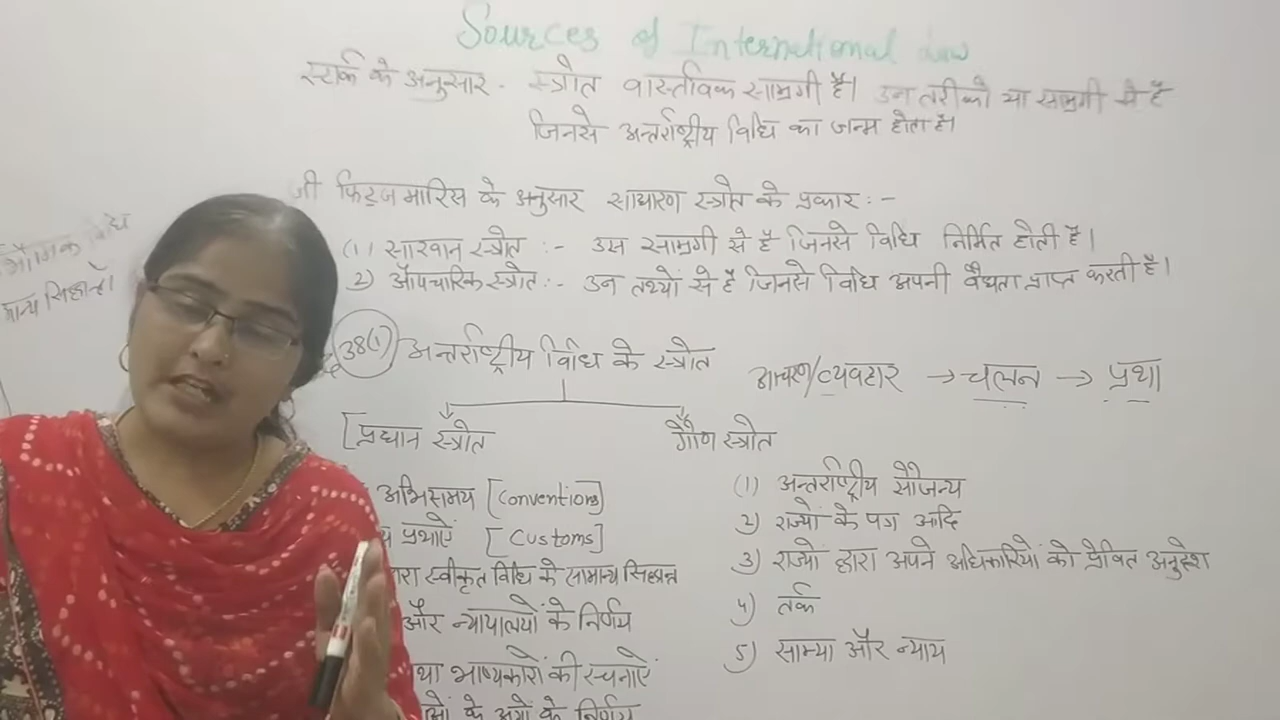 Sources of International Law
स्टार्क के अनुसार - स्त्रोत वास्तविक सामग्री है। उन तरीको या सामग्री से है
जिनसे अन्तर्राष्ट्रीय विधि का जन्म होता है।
जी फिट्ज मारिस के अनुसार साधारण स्त्रोत के प्रकार :-
(1) सारवान स्त्रोत :- उस सामग्री से है जिनसे विधि निर्मित होती है।
2) औपचारिक स्त्रोत :- उन तथ्यों से है जिनसे विधि अपनी वैधता प्राप्त करती है।
38(1) अन्तर्राष्ट्रीय विधि के स्त्रोत
आचरण/व्यवहार → चलन → प्रथा
[प्रधान स्त्रोत
अभिसमय [Conventions]
प्रथाएं [Customs]
स्वीकृत विधि के सामान्य सिद्धान्त
और न्यायालयों के निर्णय
भाष्यकारों की रचनाएं
के अंगों के निर्णय
गौण स्त्रोत
(1) अन्तर्राष्ट्रीय सौजन्य
2) राज्यों के पत्र आदि
3) राज्यों द्वारा अपने अधिकारियों को प्रेषित अनुदेश
4) तर्क
5) साम्या और न्याय